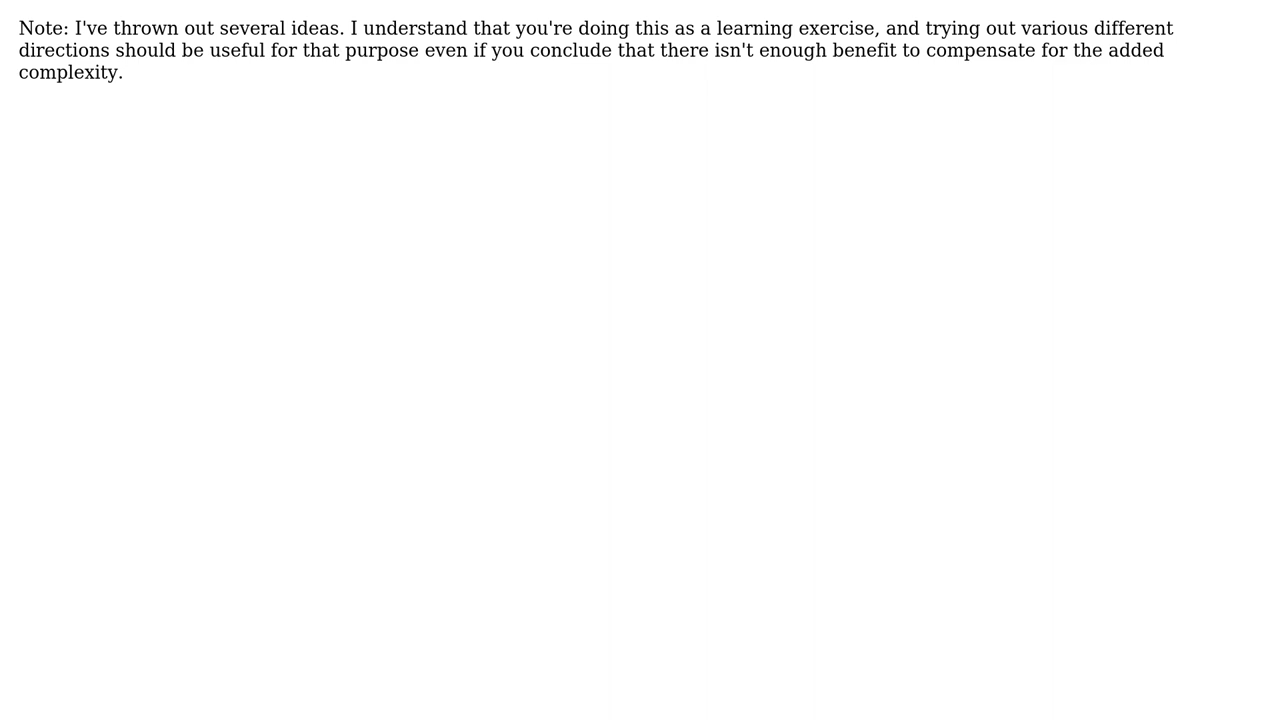 Note: I've thrown out several ideas. I understand that you're doing this as a learning exercise, and trying out various different
directions should be useful for that purpose even if you conclude that there isn't enough benefit to compensate for the added
complexity.